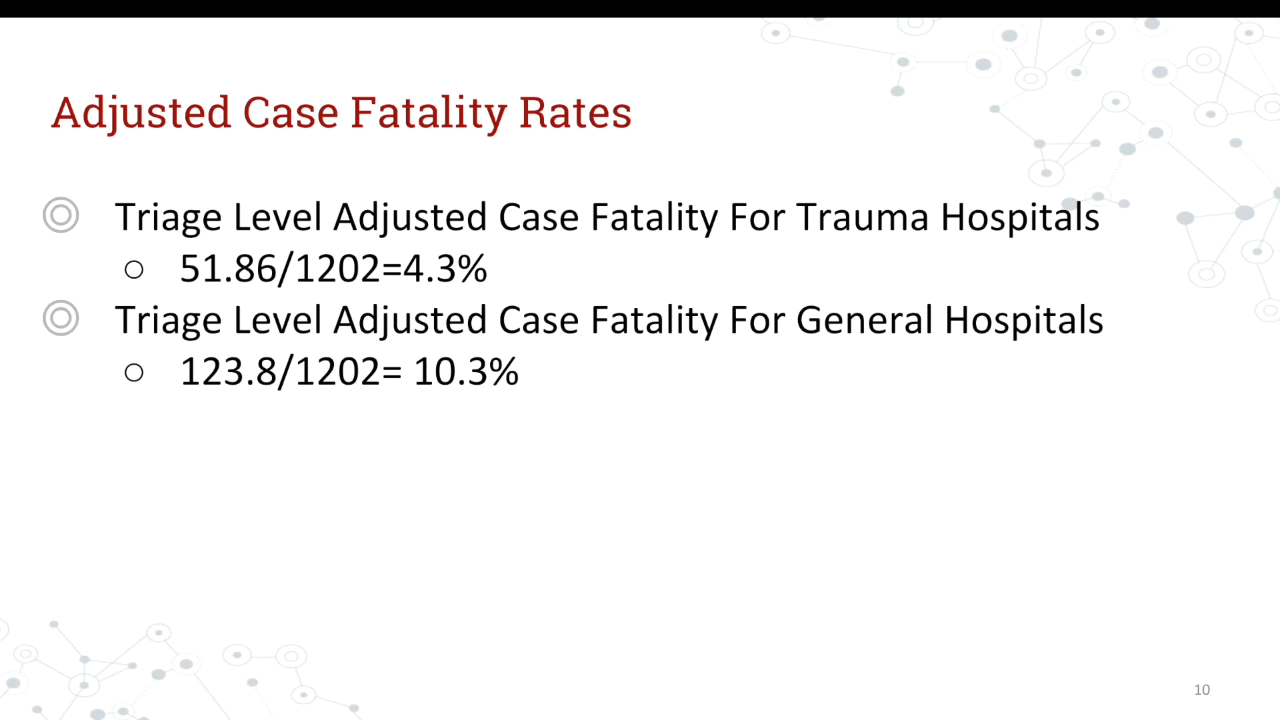 Adjusted Case Fatality Rates
Triage Level Adjusted Case Fatality For Trauma Hospitals
51.86/1202=4.3%
Triage Level Adjusted Case Fatality For General Hospitals
123.8/1202= 10.3%
10